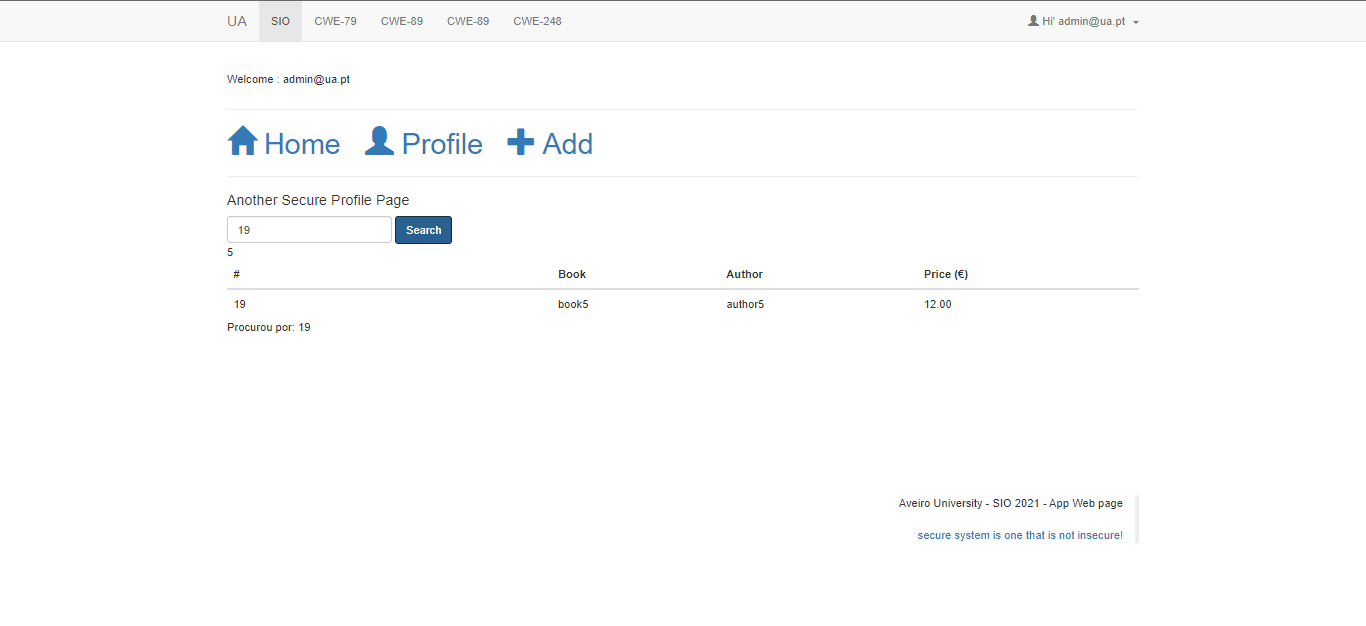 UA SIO CWE-79 CWE-89 CWE-89 CWE-248 Hi' admin@ua.pt
Welcome : admin@ua.pt
Home Profile Add
Another Secure Profile Page
19 Search
5
# Book Author Price (€)
19 book5 author5 12.00
Procurou por: 19
Aveiro University - SIO 2021 - App Web page
secure system is one that is not insecure!